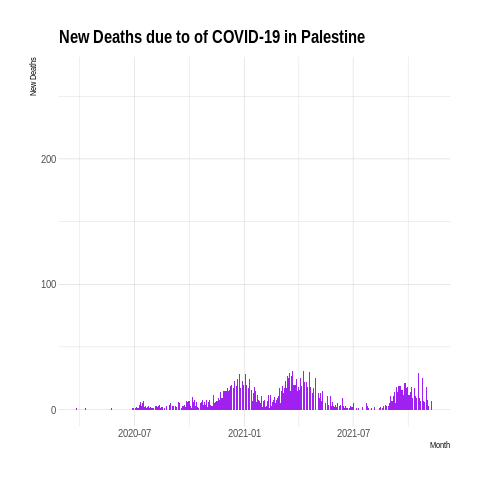 New Deaths due to of COVID-19 in Palestine
New Deaths
200
100
0
2020-07
2021-01
2021-07
Month